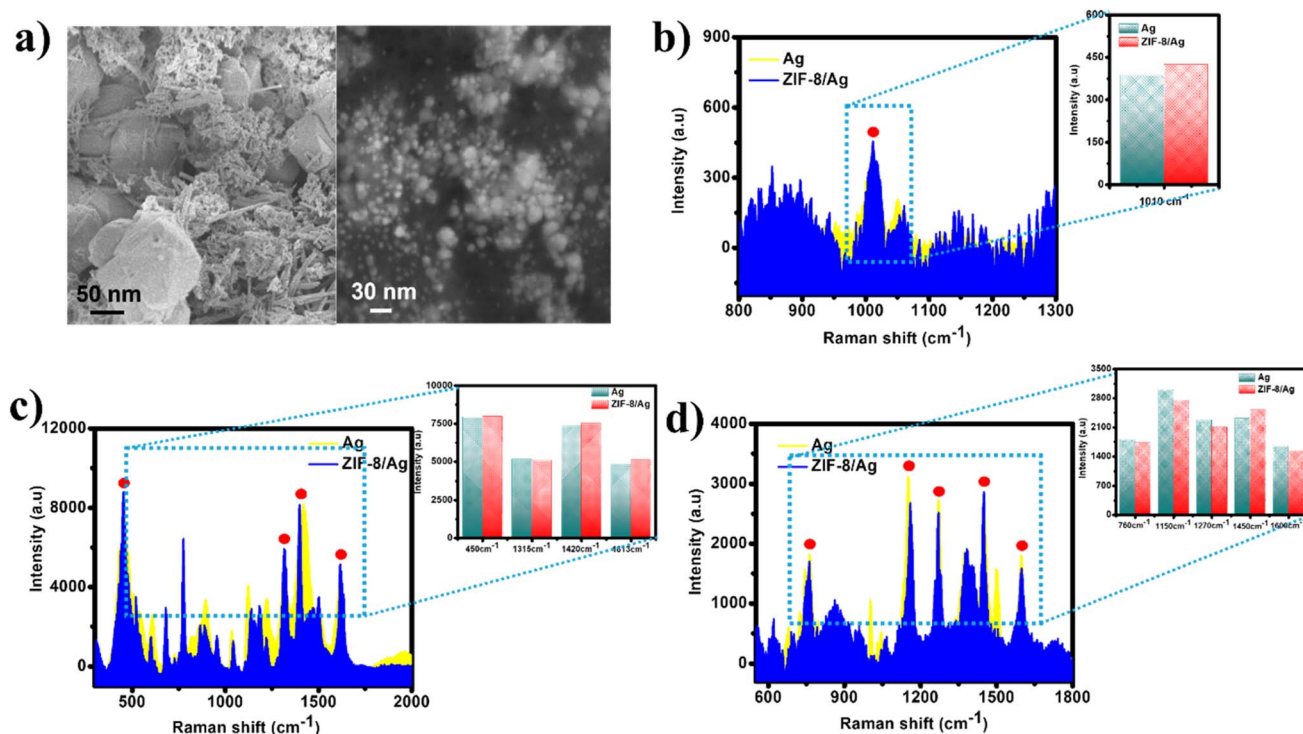 a)
50 nm
30 nm
b)
900
600
300
0
Intensity (a.u)
Ag
ZIF-8/Ag
800 900 1000 1100 1200 1300
Raman shift (cm-1)
600
450
300
150
0
Intensity (a.u)
Ag
ZIF-8/Ag
1010 cm-1
c)
12000
8000
4000
0
Intensity (a.u)
Ag
ZIF-8/Ag
500 1000 1500 2000
Raman shift (cm-1)
10000
7500
5000
2500
0
Intensity (a.u)
Ag
ZIF-8/Ag
450cm-1 1315cm-1 1420cm-1 1613cm-1
d)
4000
3000
2000
1000
0
Intensity (a.u)
Ag
ZIF-8/Ag
600 900 1200 1500 1800
Raman shift (cm-1)
3500
2800
2100
1400
700
0
Intensity (a.u)
Ag
ZIF-8/Ag
760cm-1 1150cm-1 1270cm-1 1450cm-1 1600cm-1